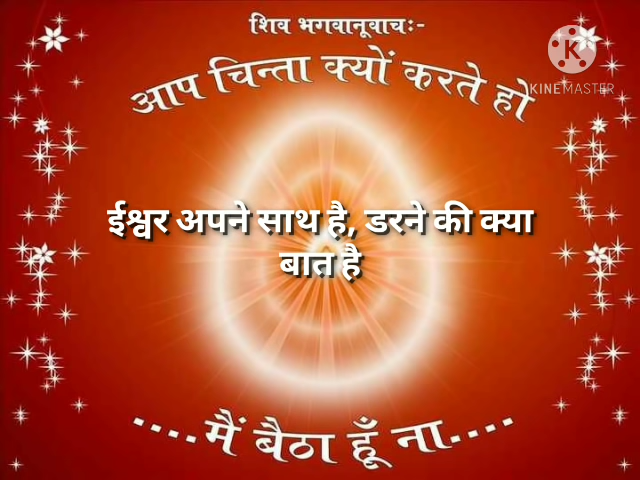 शिव भगवानूवाचः-
आप चिन्ता क्यों करते हो
KINEMASTER
ईश्वर अपने साथ है, डरने की क्या
बात है
....मैं बैठा हूँ ना....